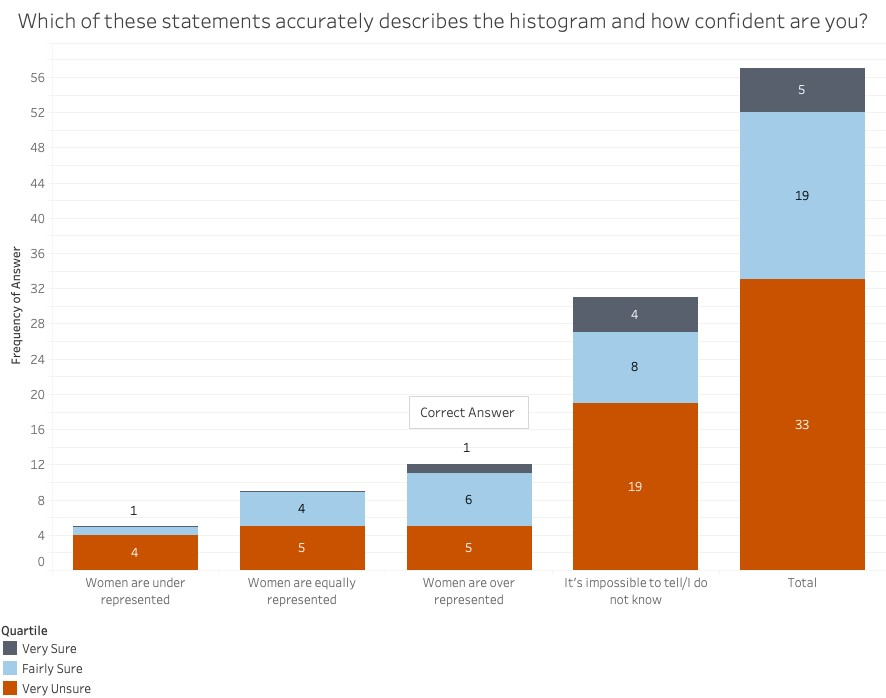 Which of these statements accurately describes the histogram and how confident are you?
Frequency of Answer
56
52
48
44
40
36
32
28
24
20
16
12
8
4
0
1
4
4
5
Correct Answer
1
6
5
4
8
19
5
19
33
Women are under
represented
Women are equally
represented
Women are over
represented
It's impossible to tell/I do
not know
Total
Quartile
Very Sure
Fairly Sure
Very Unsure